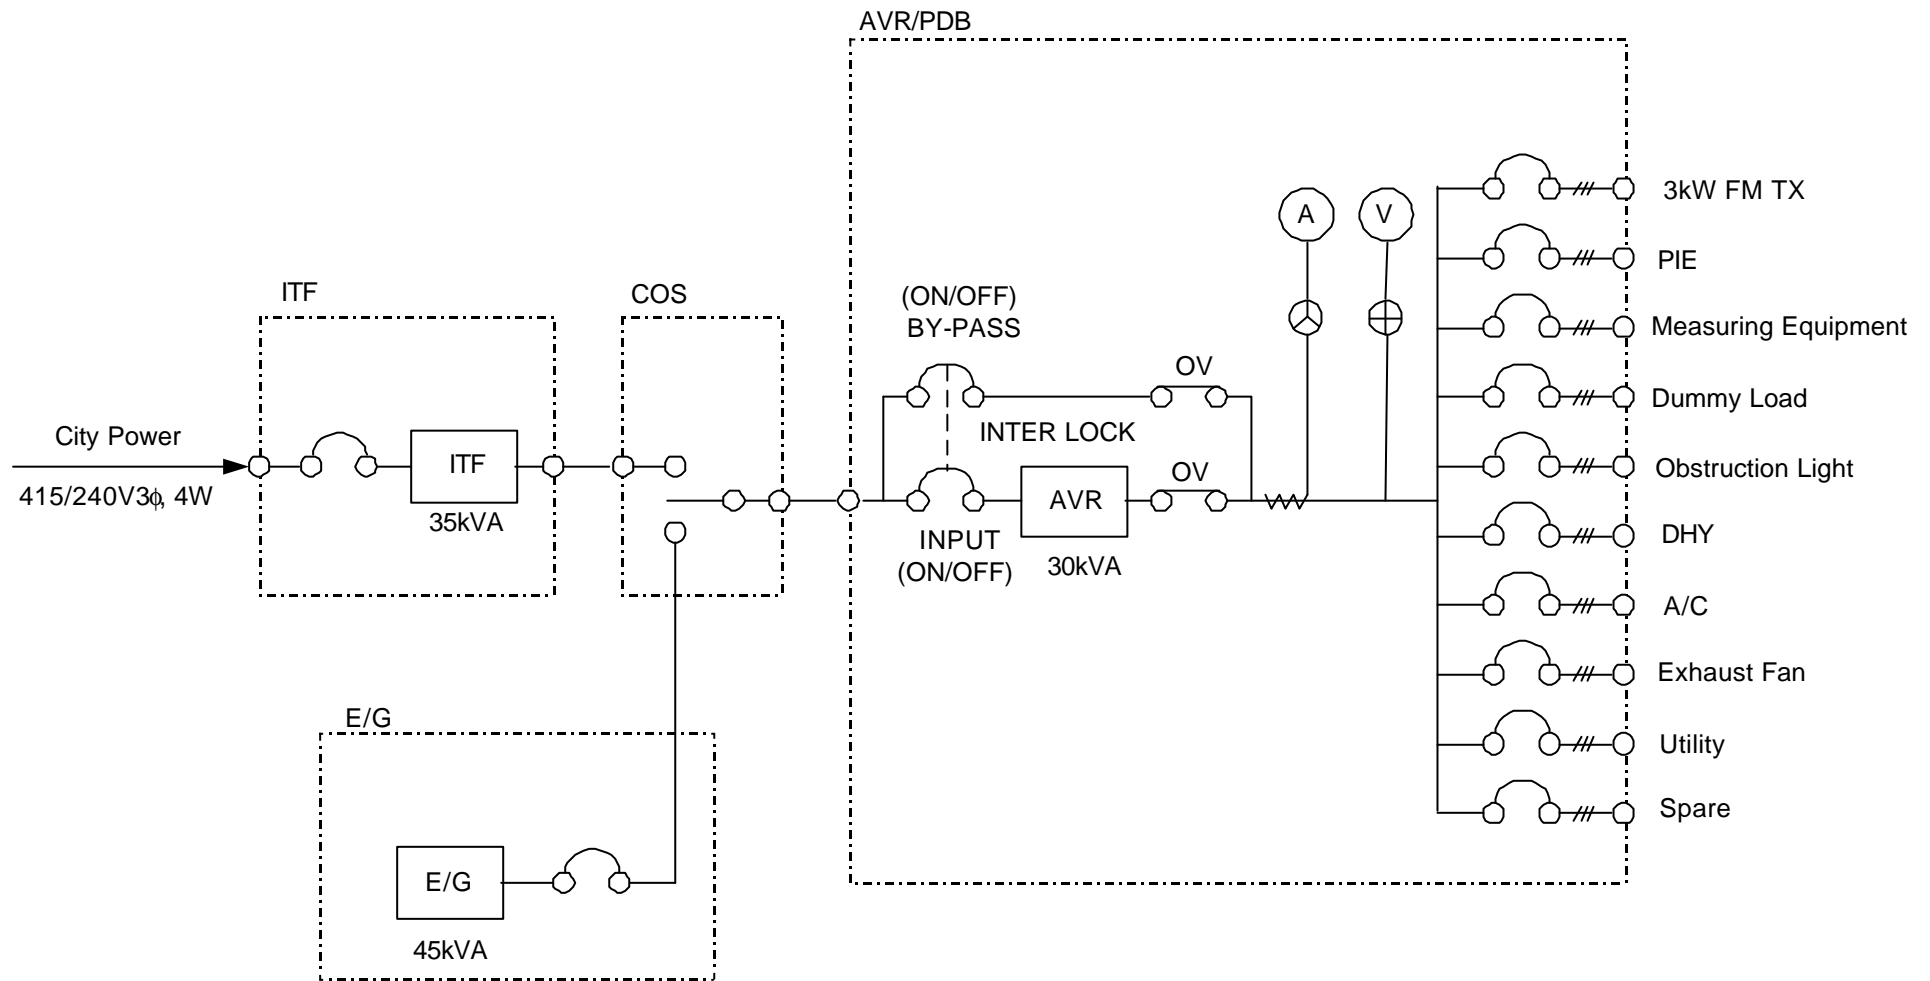 AVR/PDB
3kW FM TX
A
V
PIE
ITF
COS
(ON/OFF)
BY-PASS
Measuring Equipment
OV
Dummy Load
INTER LOCK
City Power
ITF
OV
Obstruction Light
415/240V3ϕ, 4W
AVR
35kVA
INPUT
(ON/OFF)
30kVA
DHY
A/C
Exhaust Fan
E/G
Utility
Spare
E/G
45kVA